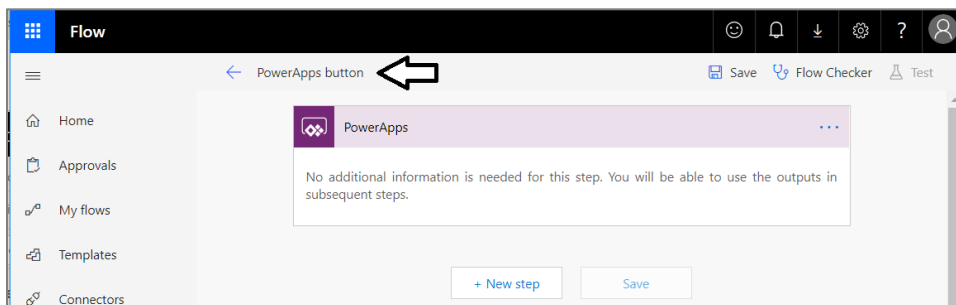 Flow
?
PowerApps button
Save
Flow Checker
Test
Home
Approvals
My flows
Templates
Connectors
PowerApps
...
No additional information is needed for this step. You will be able to use the outputs in
subsequent steps.
+ New step
Save